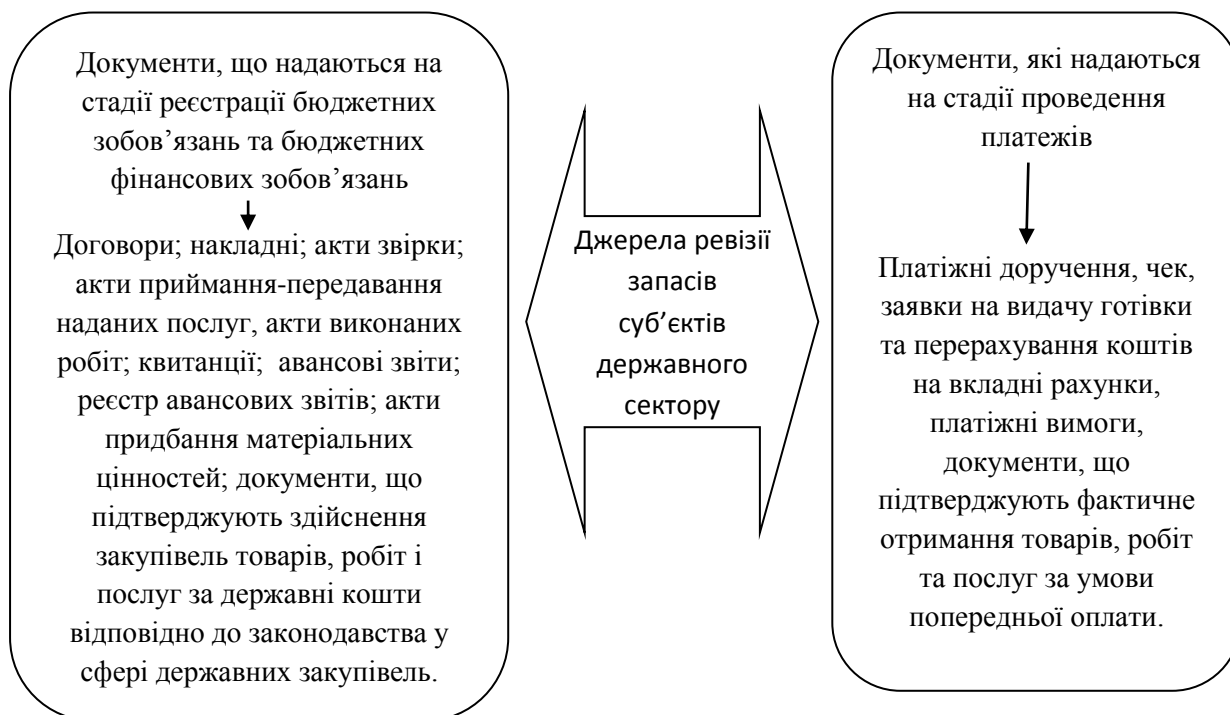 Документи, що надаються на
стадії реєстрації бюджетних
зобов’язань та бюджетних
фінансових зобов’язань
Договори; накладні; акти звірки;
акти приймання-передавання
наданих послуг, акти виконаних
робіт; квитанції; авансові звіти;
реєстр авансових звітів; акти
придбання матеріальних
цінностей; документи, що
підтверджують здійснення
закупівель товарів, робіт і
послуг за державні кошти
відповідно до законодавства у
сфері державних закупівель.
Джерела ревізії
запасів
суб’єктів
державного
сектору
Документи, які надаються
на стадії проведення
платежів
Платіжні доручення, чек,
заявки на видачу готівки
та перерахування коштів
на вкладні рахунки,
платіжні вимоги,
документи, що
підтверджують фактичне
отримання товарів, робіт
та послуг за умови
попередньої оплати.